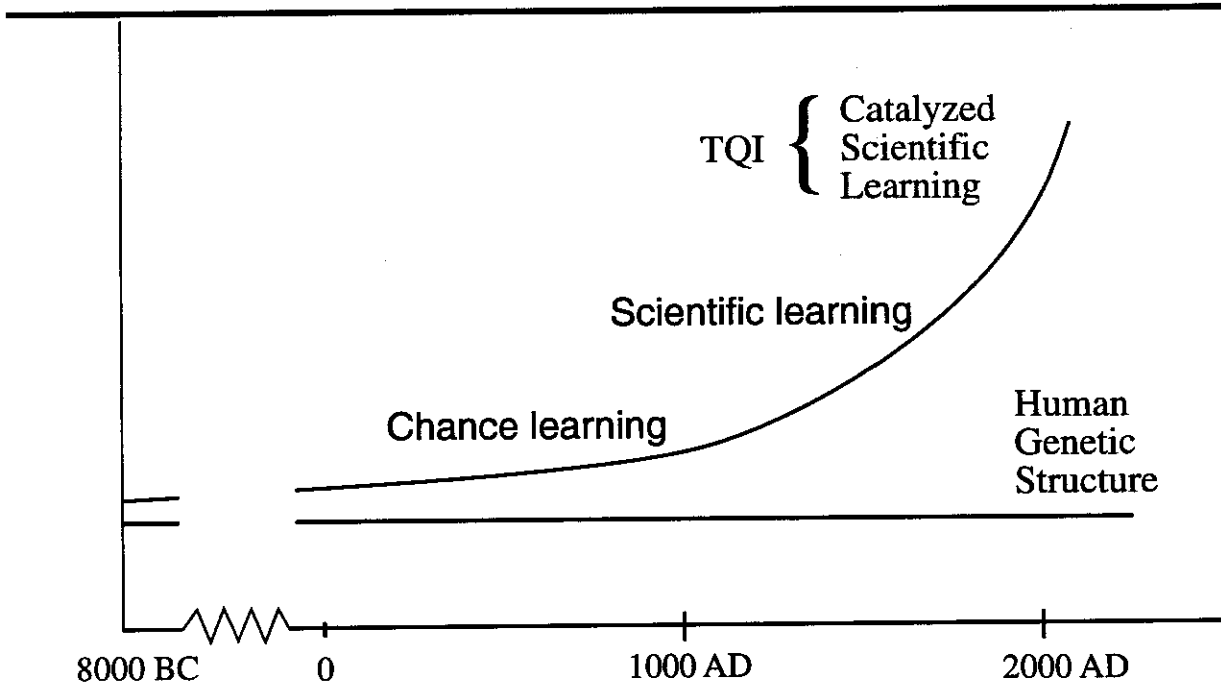 Catalyzed
TQI { Scientific
Learning
Scientific learning
Chance learning
Human
Genetic
Structure
8000 BC 0 1000 AD 2000 AD